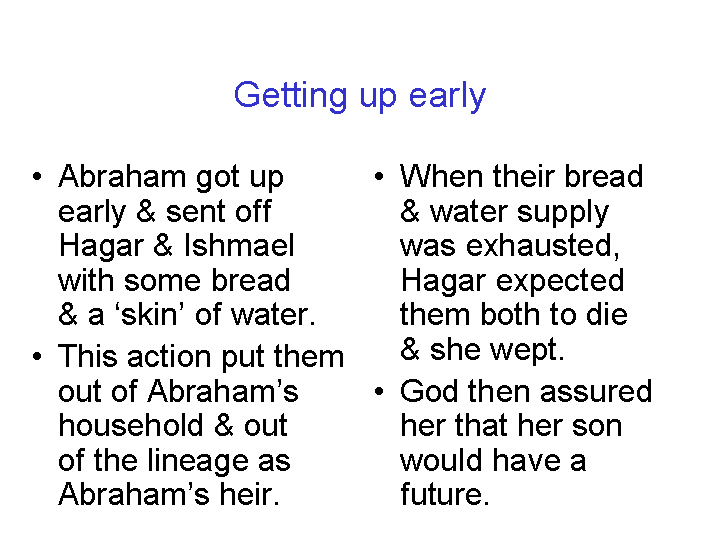 Getting up early
• Abraham got up
early & sent off
Hagar & Ishmael
with some bread
& a ‘skin’ of water.
• This action put them
out of Abraham’s
household & out
of the lineage as
Abraham’s heir.
• When their bread
& water supply
was exhausted,
Hagar expected
them both to die
& she wept.
• God then assured
her that her son
would have a
future.